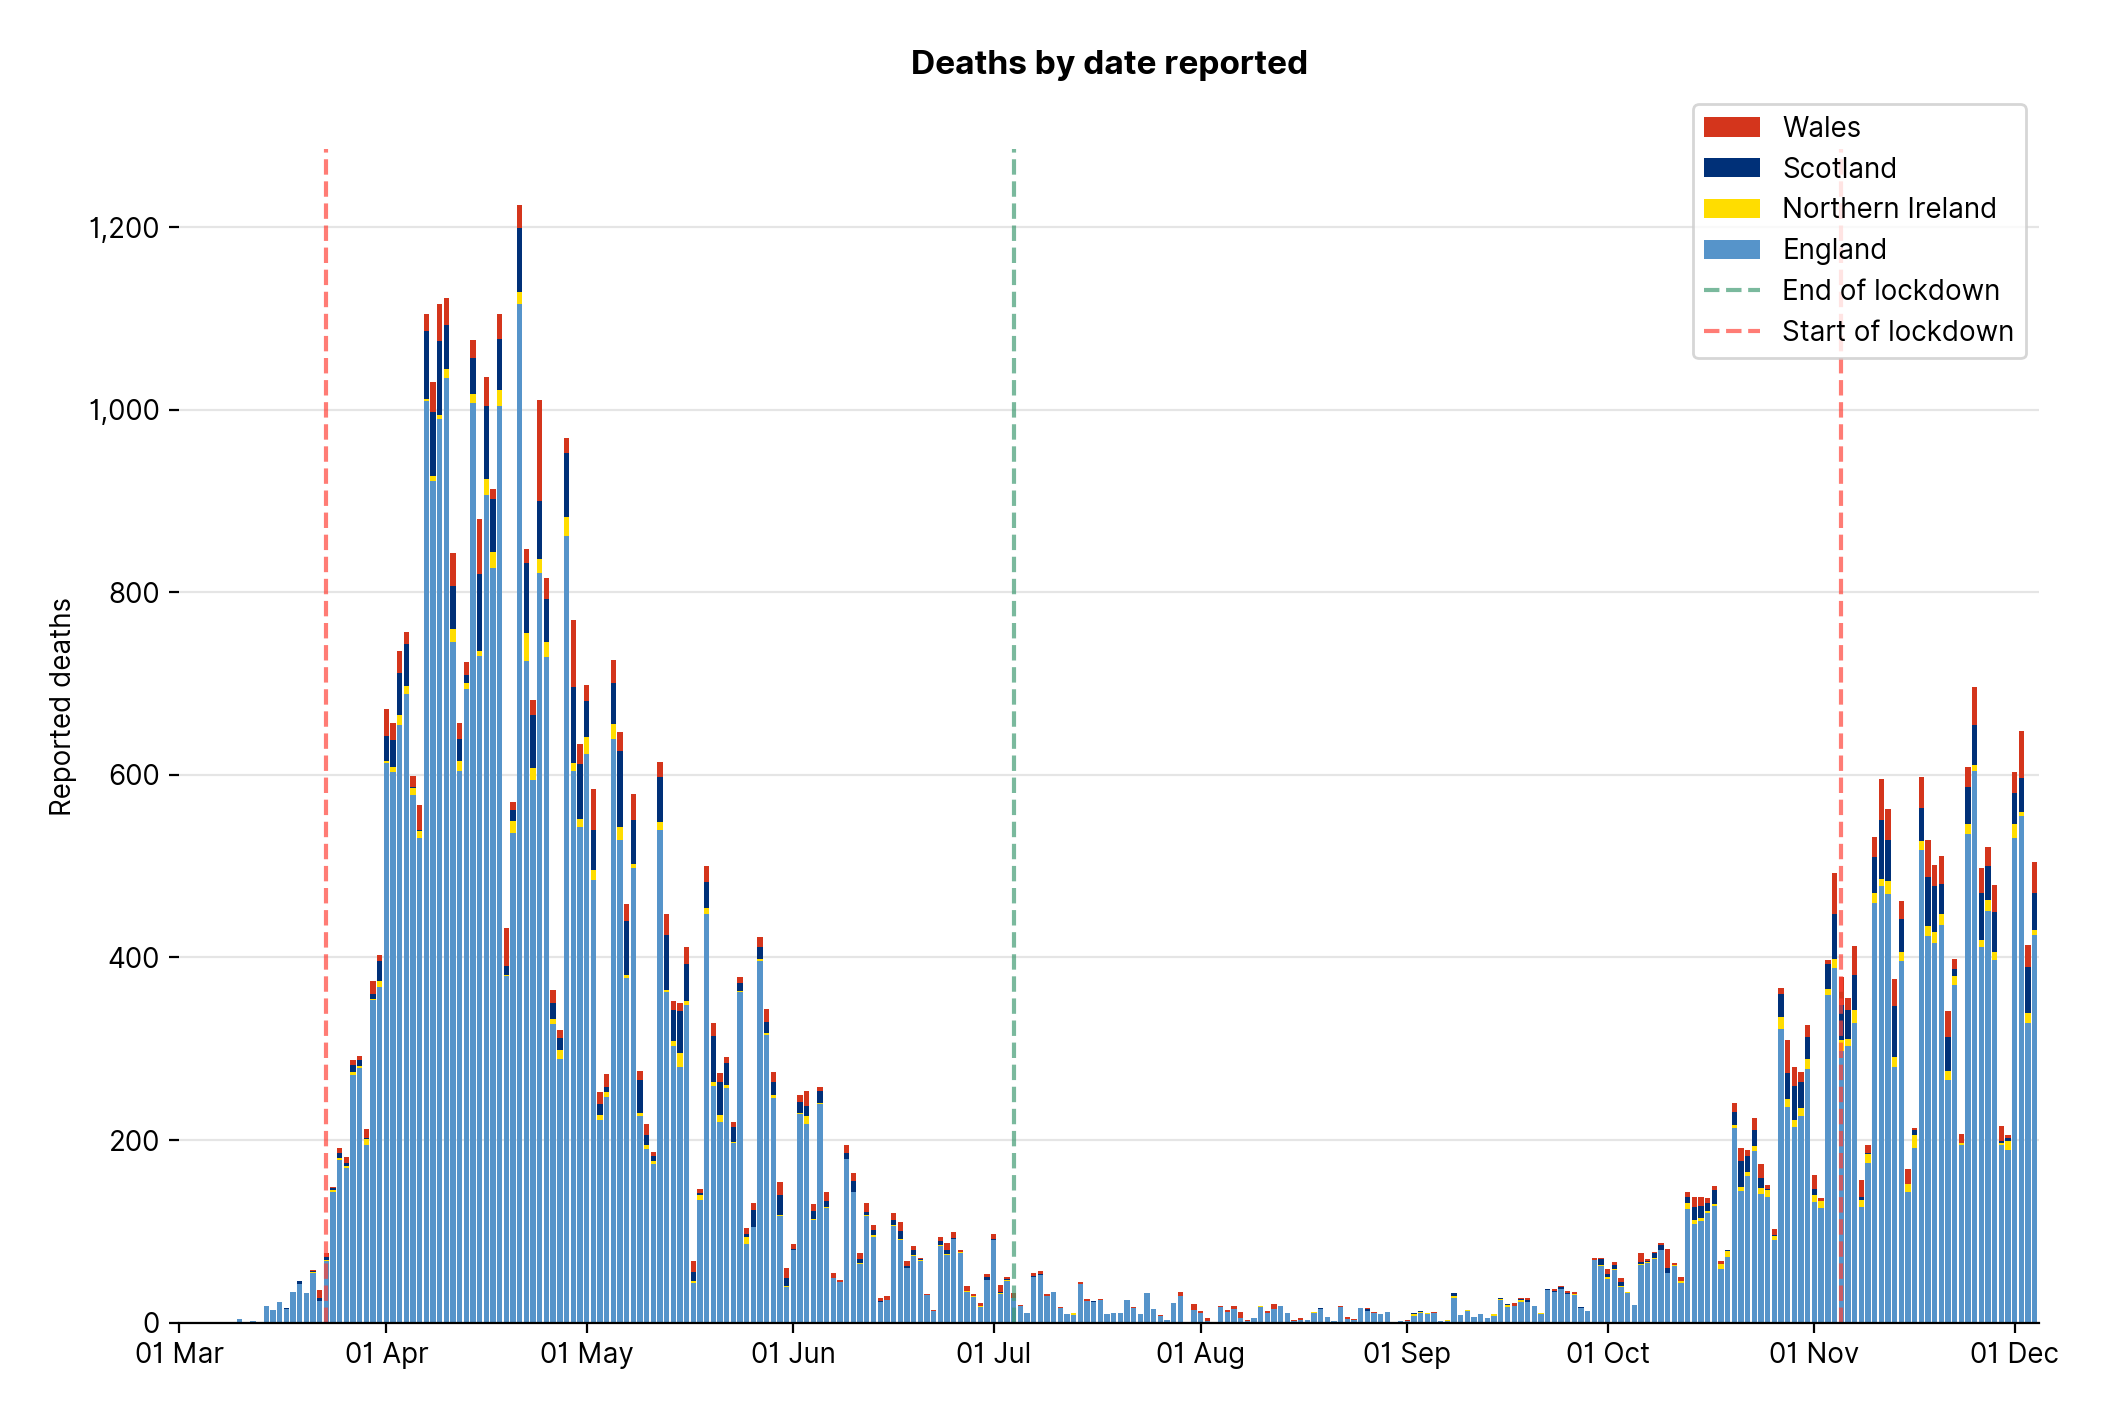 Deaths by date reported
Wales
Scotland
Northern Ireland
England
End of lockdown
Start of lockdown
Reported deaths
1,200
1,000
800
600
400
200
0
01 Mar
01 Apr
01 May
01 Jun
01 Jul
01 Aug
01 Sep
01 Oct
01 Nov
01 Dec